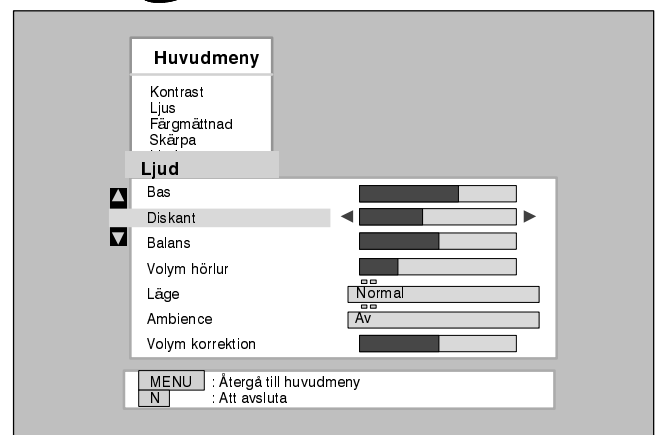 Huvudmeny
Kontrast
Ljus
Färgmättnad
Skärpa
Ljud
Bas
Diskant
Balans
Volym hörlur
Läge Normal
Ambience Av
Volym korrektion
MENU : Återgå till huvudmeny
N : Att avsluta